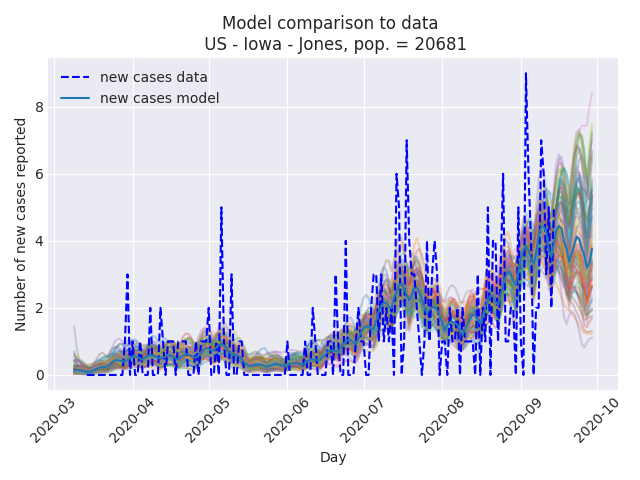 Model comparison to data
US - Iowa - Jones, pop. = 20681
new cases data
new cases model
Number of new cases reported
8
6
4
2
0
2020-03
2020-04
2020-05
2020-06
2020-07
2020-08
2020-09
2020-10
Day